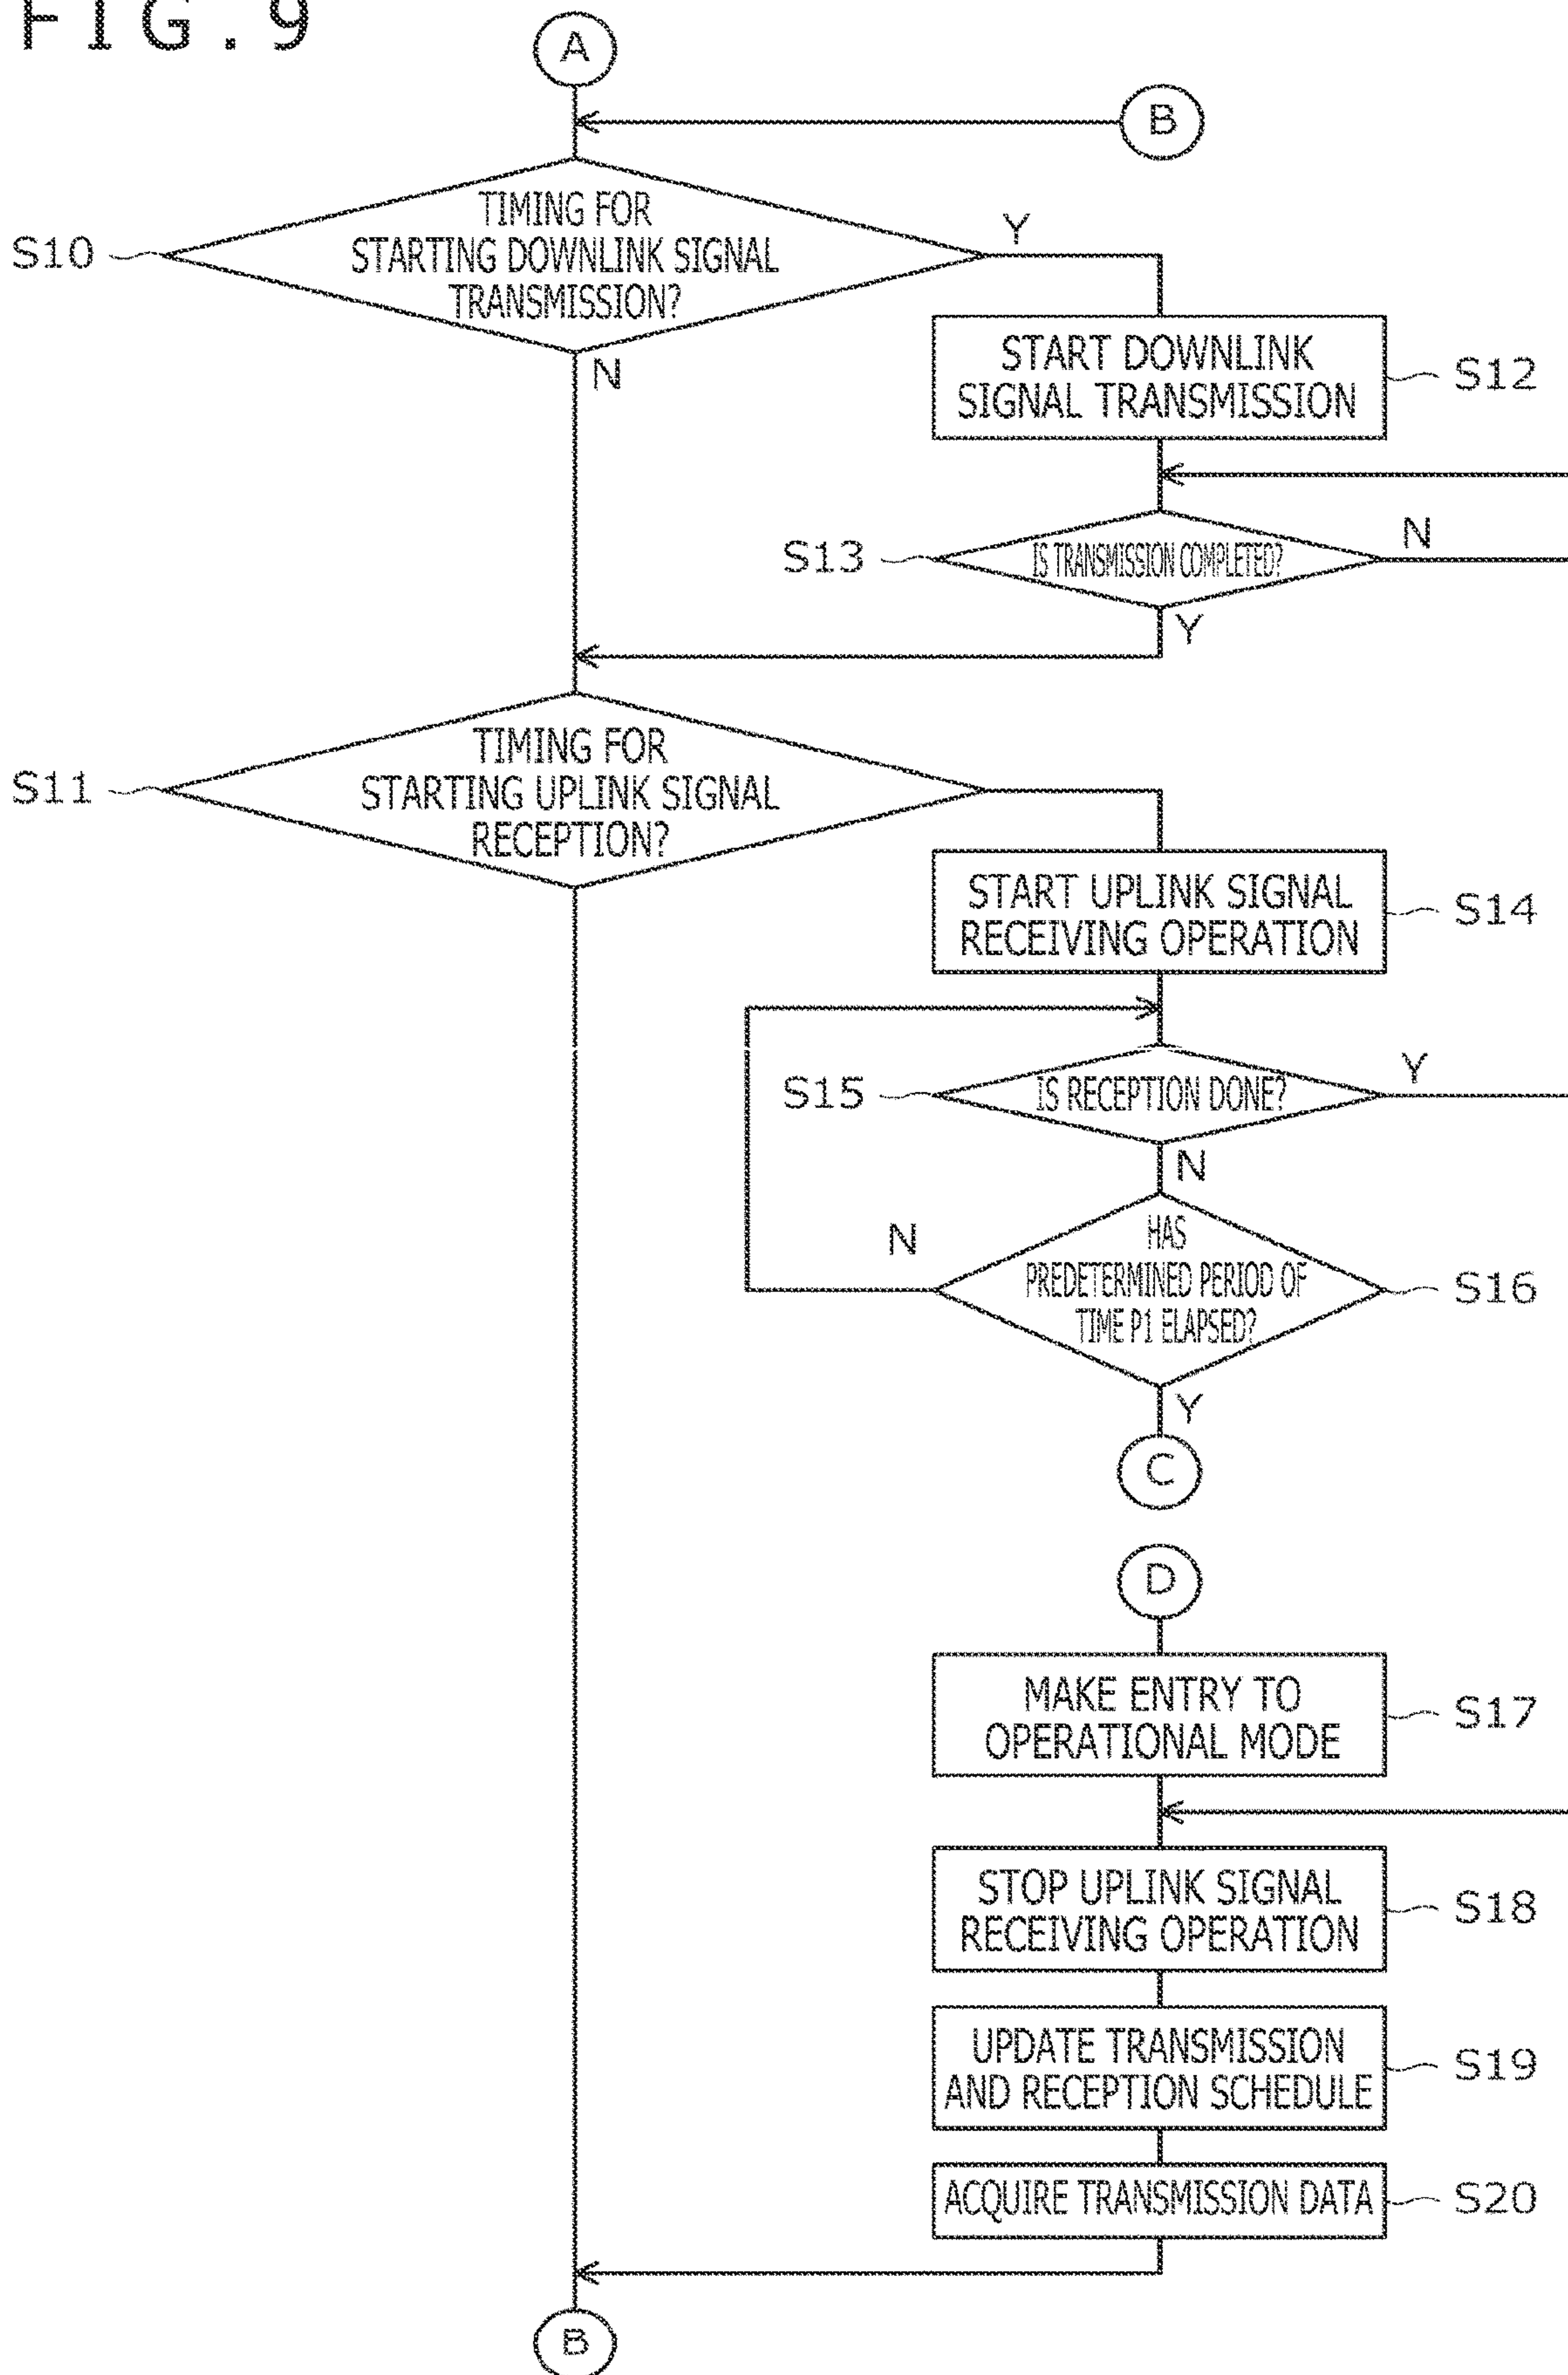 FIG.9
A
B
TIMING FOR
STARTING DOWNLINK SIGNAL
TRANSMISSION?
S10
Y
N
START DOWNLINK
SIGNAL TRANSMISSION
S12
S13
IS TRANSMISSION COMPLETED?
N
Y
TIMING FOR
STARTING UPLINK SIGNAL
RECEPTION?
S11
START UPLINK SIGNAL
RECEIVING OPERATION
S14
S15
IS RECEPTION DONE?
Y
N
HAS
PREDETERMINED PERIOD OF
TIME P1 ELAPSED?
N
S16
Y
C
D
MAKE ENTRY TO
OPERATIONAL MODE
S17
STOP UPLINK SIGNAL
RECEIVING OPERATION
S18
UPDATE TRANSMISSION
AND RECEPTION SCHEDULE
S19
ACQUIRE TRANSMISSION DATA
S20
B